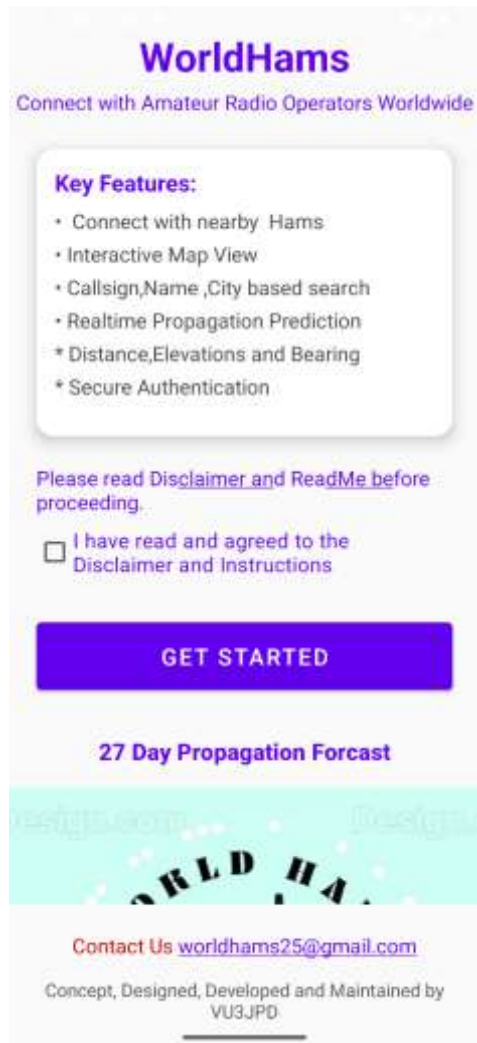 WorldHams
Connect with Amateur Radio Operators Worldwide
Key Features:
• Connect with nearby Hams
• Interactive Map View
• Callsign,Name ,City based search
• Realtime Propagation Prediction
* Distance,Elevations and Bearing
* Secure Authentication
Please read Disclaimer and ReadMe before
proceeding.
I have read and agreed to the
Disclaimer and Instructions
GET STARTED
27 Day Propagation Forcast
Contact Us worldhams25@gmail.com
Concept, Designed, Developed and Maintained by
VU3JPD